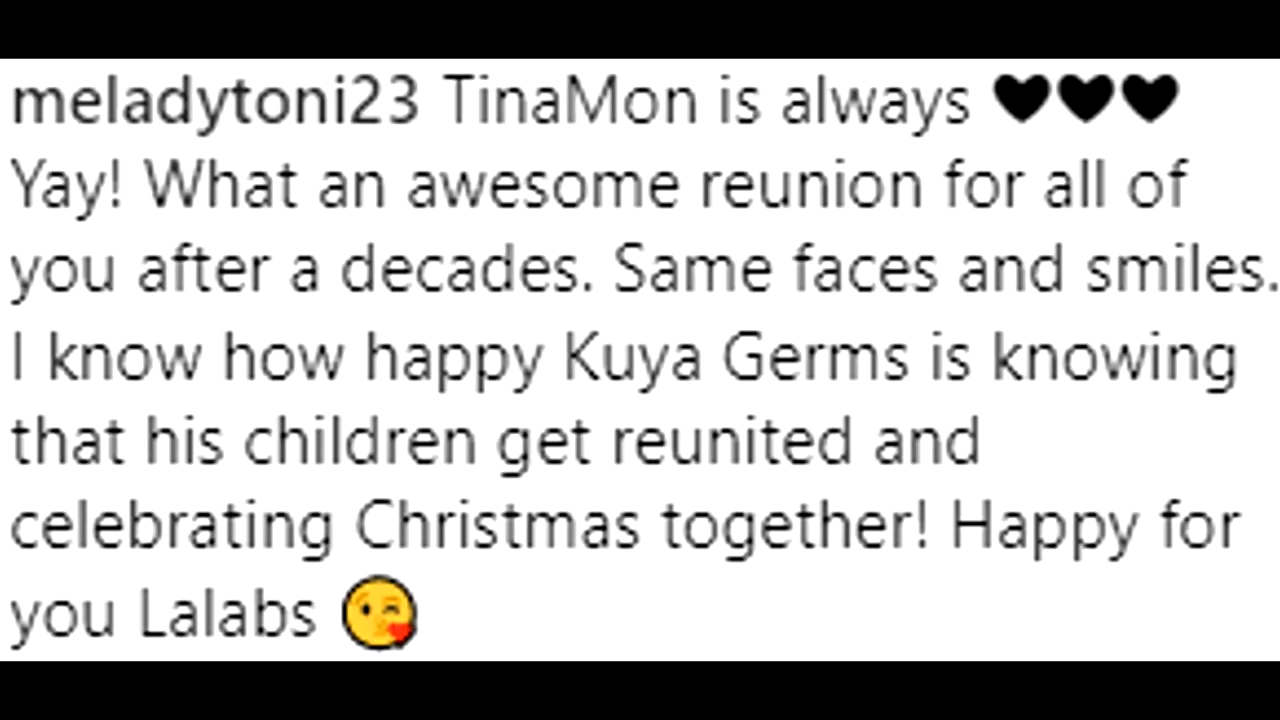 meladytoni23 TinaMon is always 🖤🖤🖤
Yay! What an awesome reunion for all of
you after a decades. Same faces and smiles.
I know how happy Kuya Germs is knowing
that his children get reunited and
celebrating Christmas together! Happy for
you Lalabs 😘